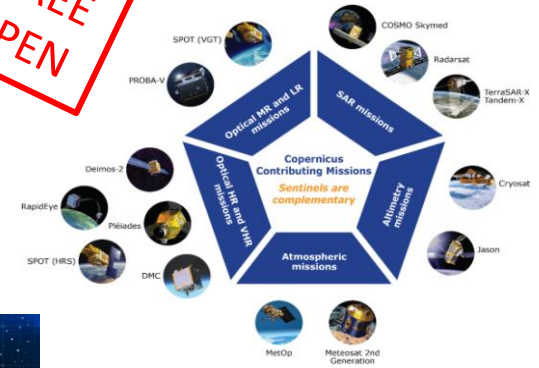 PEN
SPOT (VGT)
PROBA-V
COSMO Skymed
Radarsat
TerraSAR-X
Tandem-X
Optical MR and LR
missions
SAR missions
Copernicus
Contributing Missions
Sentinels are
complementary
Optical HR and VHR
missions
Altimetry
missions
Atmospheric
missions
Deimos-2
RapidEye
Pléiades
SPOT (HRS)
DMC
Cryosat
Jason
MetOp
Meteosat 2nd
Generation